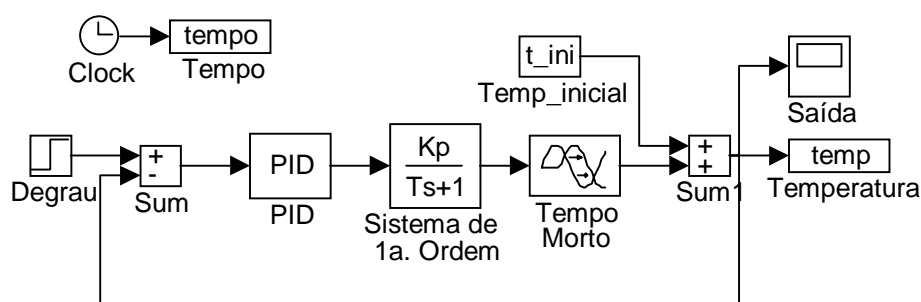 tempo
Clock
Tempo
t_ini
Temp_inicial
Saída
Degrau
+
-
Sum
PID
PID
Kp
Ts+1
Sistema de
1a. Ordem
Tempo
Morto
+
+
Sum1
temp
Temperatura